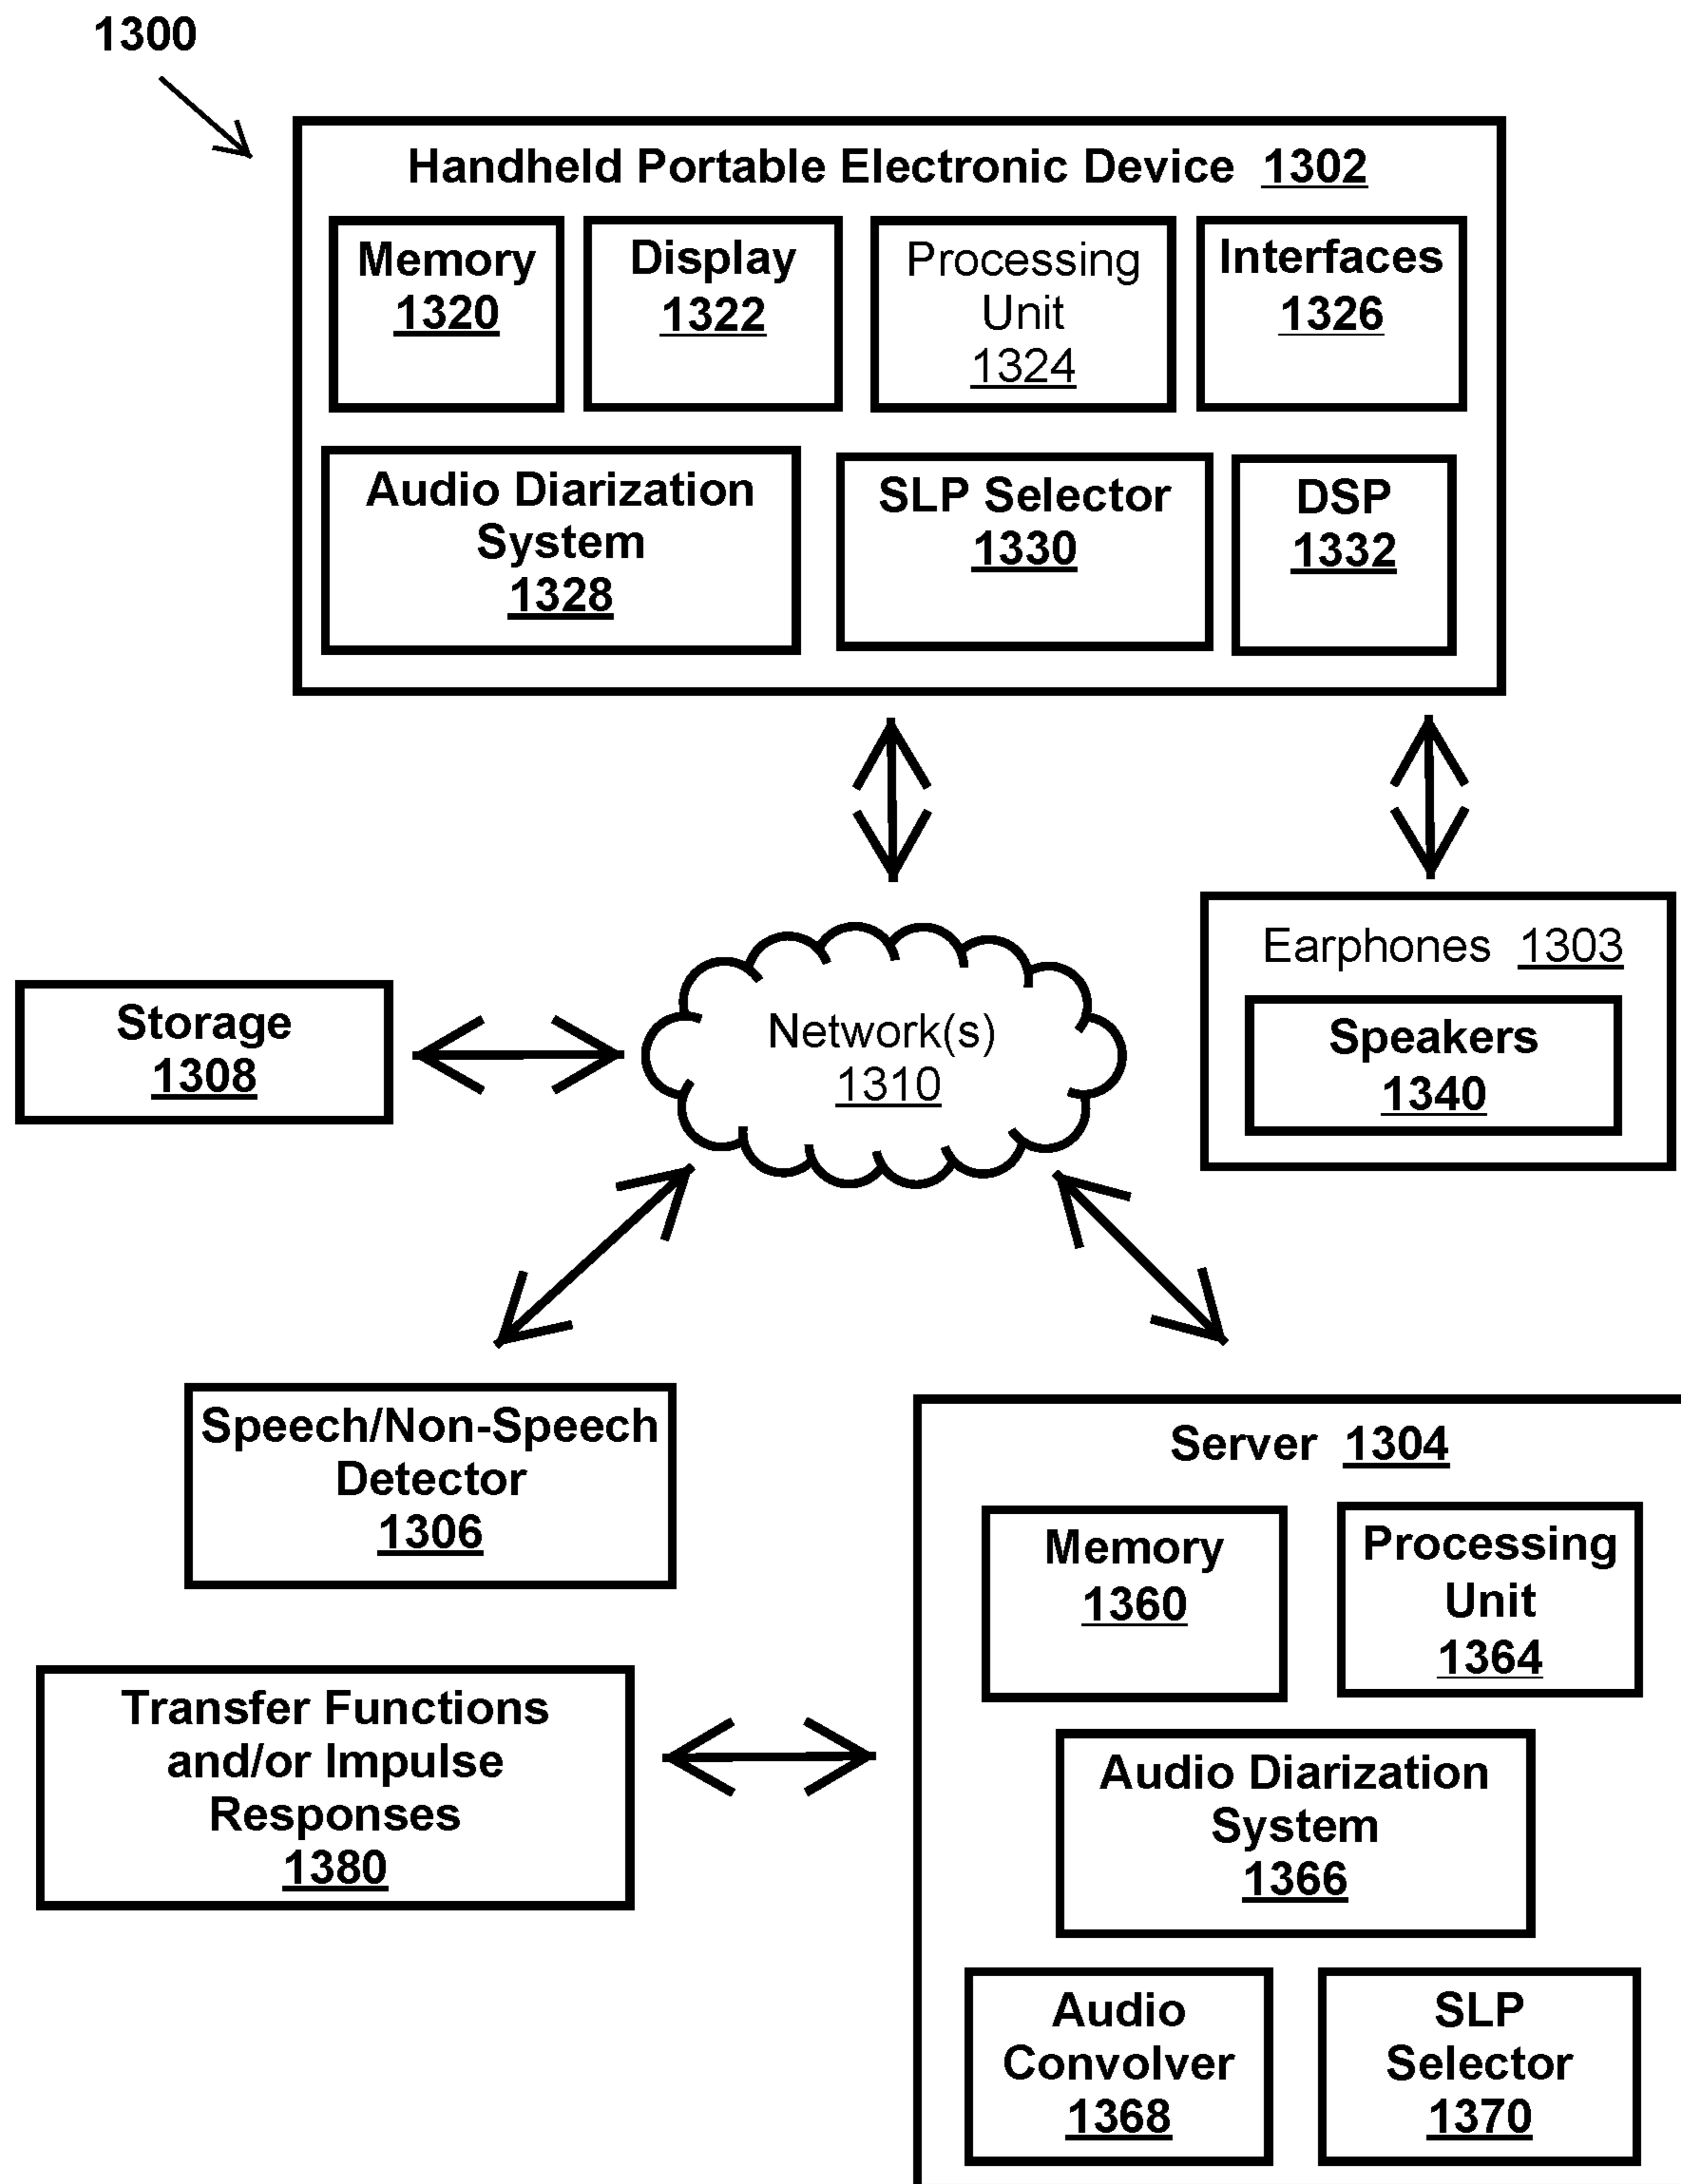 1300
Handheld Portable Electronic Device 1302
Memory
1320
Display
1322
Processing
Unit
1324
Interfaces
1326
Audio Diarization
System
1328
SLP Selector
1330
DSP
1332
Earphones 1303
Speakers
1340
Storage
1308
Network(s)
1310
Speech/Non-Speech
Detector
1306
Server 1304
Memory
1360
Processing
Unit
1364
Transfer Functions
and/or Impulse
Responses
1380
Audio Diarization
System
1366
Audio
Convolver
1368
SLP
Selector
1370